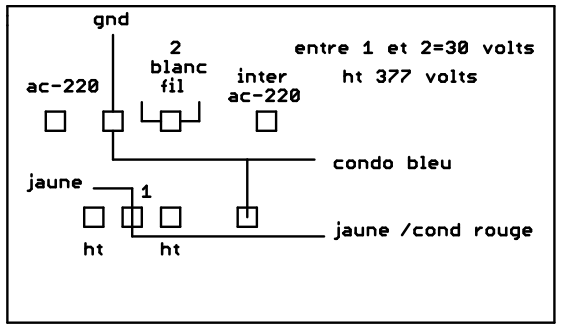 gnd
2
blanc
fil
entre 1 et 2=30 volts
ht 377 volts
ac-220
inter
ac-220
condo bleu
jaune
1
jaune /cond rouge
ht
ht